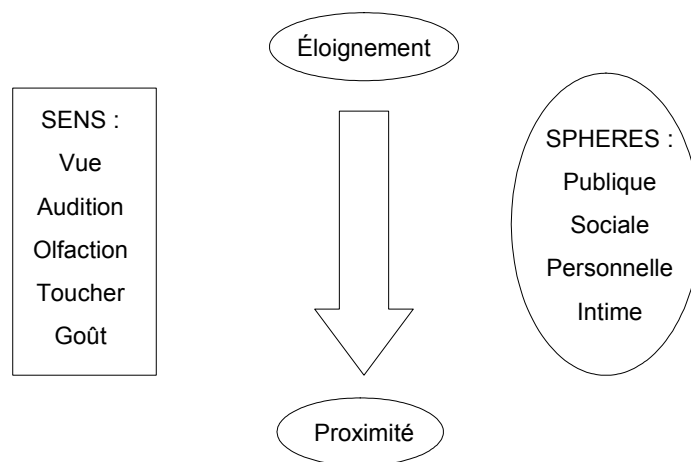 Éloignement
SENS :
Vue
Audition
Olfaction
Toucher
Goût
SPHERES :
Publique
Sociale
Personnelle
Intime
Proximité